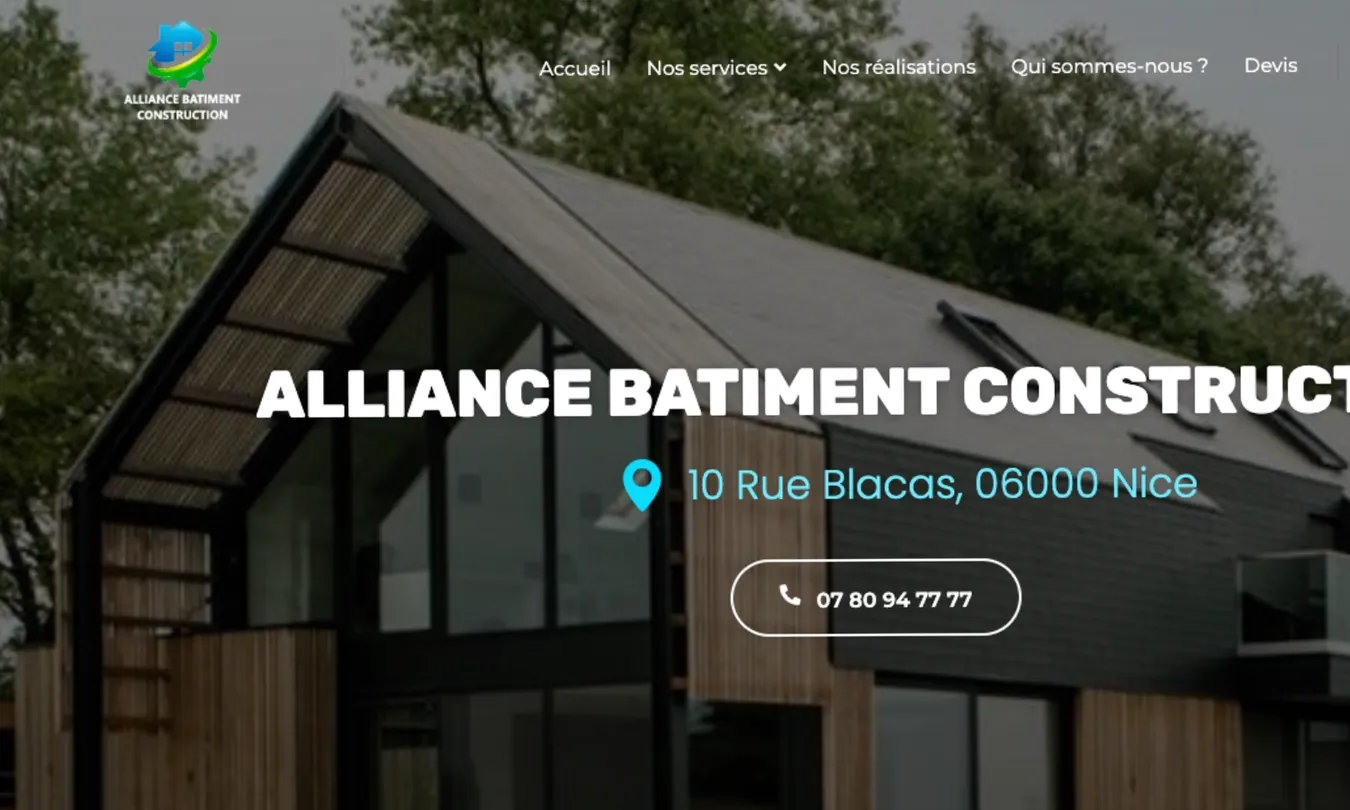 ALLIANCE BATIMENT
CONSTRUCTION
Accueil
Nos services
Nos réalisations
Qui sommes-nous ?
Devis
ALLIANCE BATIMENT CONSTRUCT
10 Rue Blacas, 06000 Nice
07 80 94 77 77